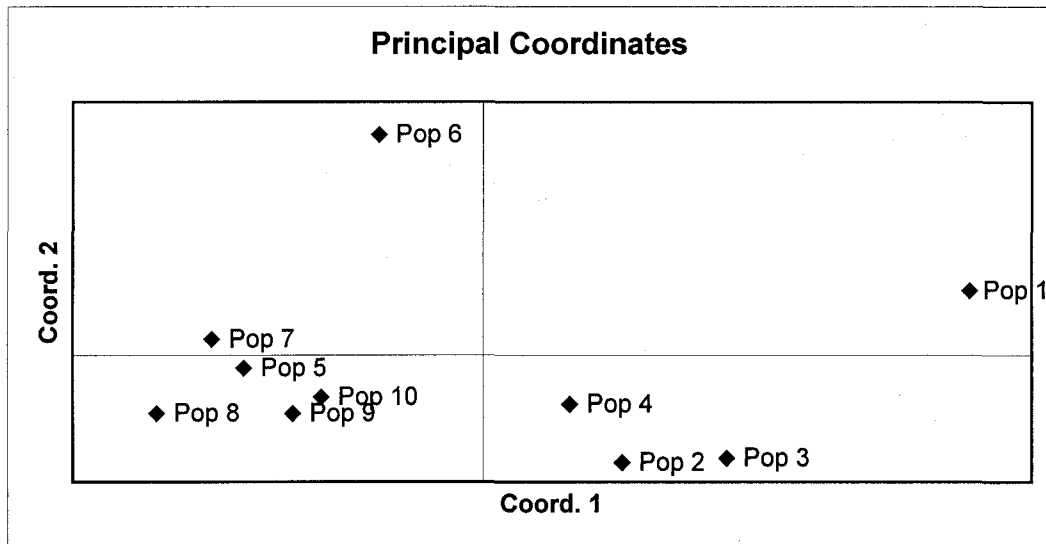 Principal Coordinates
Pop 6
Pop 1
Coord. 2
Pop 7
Pop 5
Pop 10
Pop 8
Pop 9
Pop 4
Pop 2
Pop 3
Coord. 1